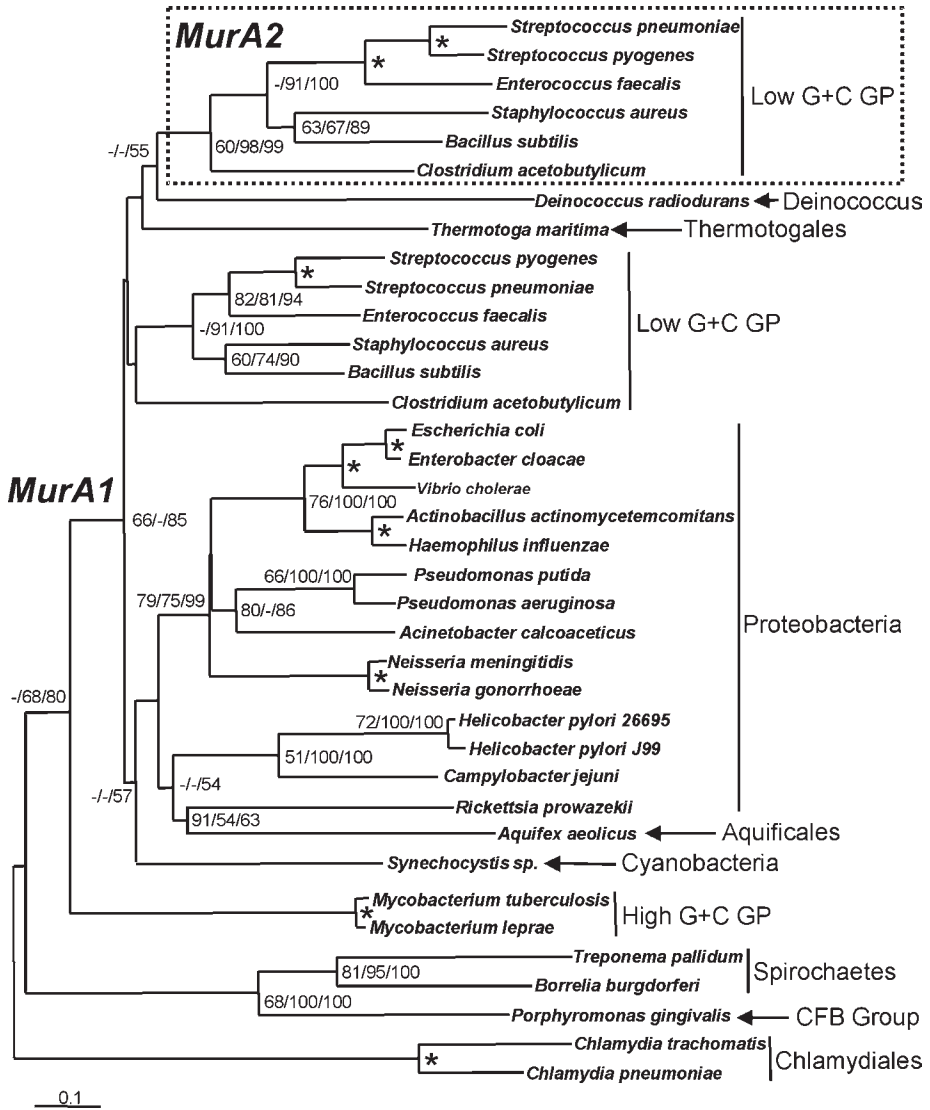 MurA2
Streptococcus pneumoniae
*
Streptococcus pyogenes
*
-/91/100
Enterococcus faecalis
Low G+C GP
Staphylococcus aureus
63/67/89
Bacillus subtilis
60/98/99
-/-/55
Clostridium acetobutylicum
Deinococcus radiodurans
Deinococcus
Thermotoga maritima
Thermotogales
Streptococcus pyogenes
*
Streptococcus pneumoniae
82/81/94
Enterococcus faecalis
Low G+C GP
-/91/100
Staphylococcus aureus
60/74/90
Bacillus subtilis
Clostridium acetobutylicum
Escherichia coli
*
Enterobacter cloacae
*
Vibrio cholerae
MurA1
76/100/100
Actinobacillus actinomycetemcomitans
66/-/85
*
Haemophilus influenzae
66/100/100
Pseudomonas putida
79/75/99
Pseudomonas aeruginosa
80/-/86
Proteobacteria
Acinetobacter calcoaceticus
Neisseria meningitidis
*
Neisseria gonorrhoeae
-/68/80
72/100/100
Helicobacter pylori 26695
Helicobacter pylori J99
51/100/100
Campylobacter jejuni
-/-/54
-/-/57
Rickettsia prowazekii
91/54/63
Aquifex aeolicus
Aquificales
Synechocystis sp.
Cyanobacteria
Mycobacterium tuberculosis
*
High G+C GP
Mycobacterium leprae
Treponema pallidum
81/95/100
Spirochaetes
Borrelia burgdorferi
68/100/100
Porphyromonas gingivalis
CFB Group
Chlamydia trachomatis
*
Chlamydiales
Chlamydia pneumoniae
0.1